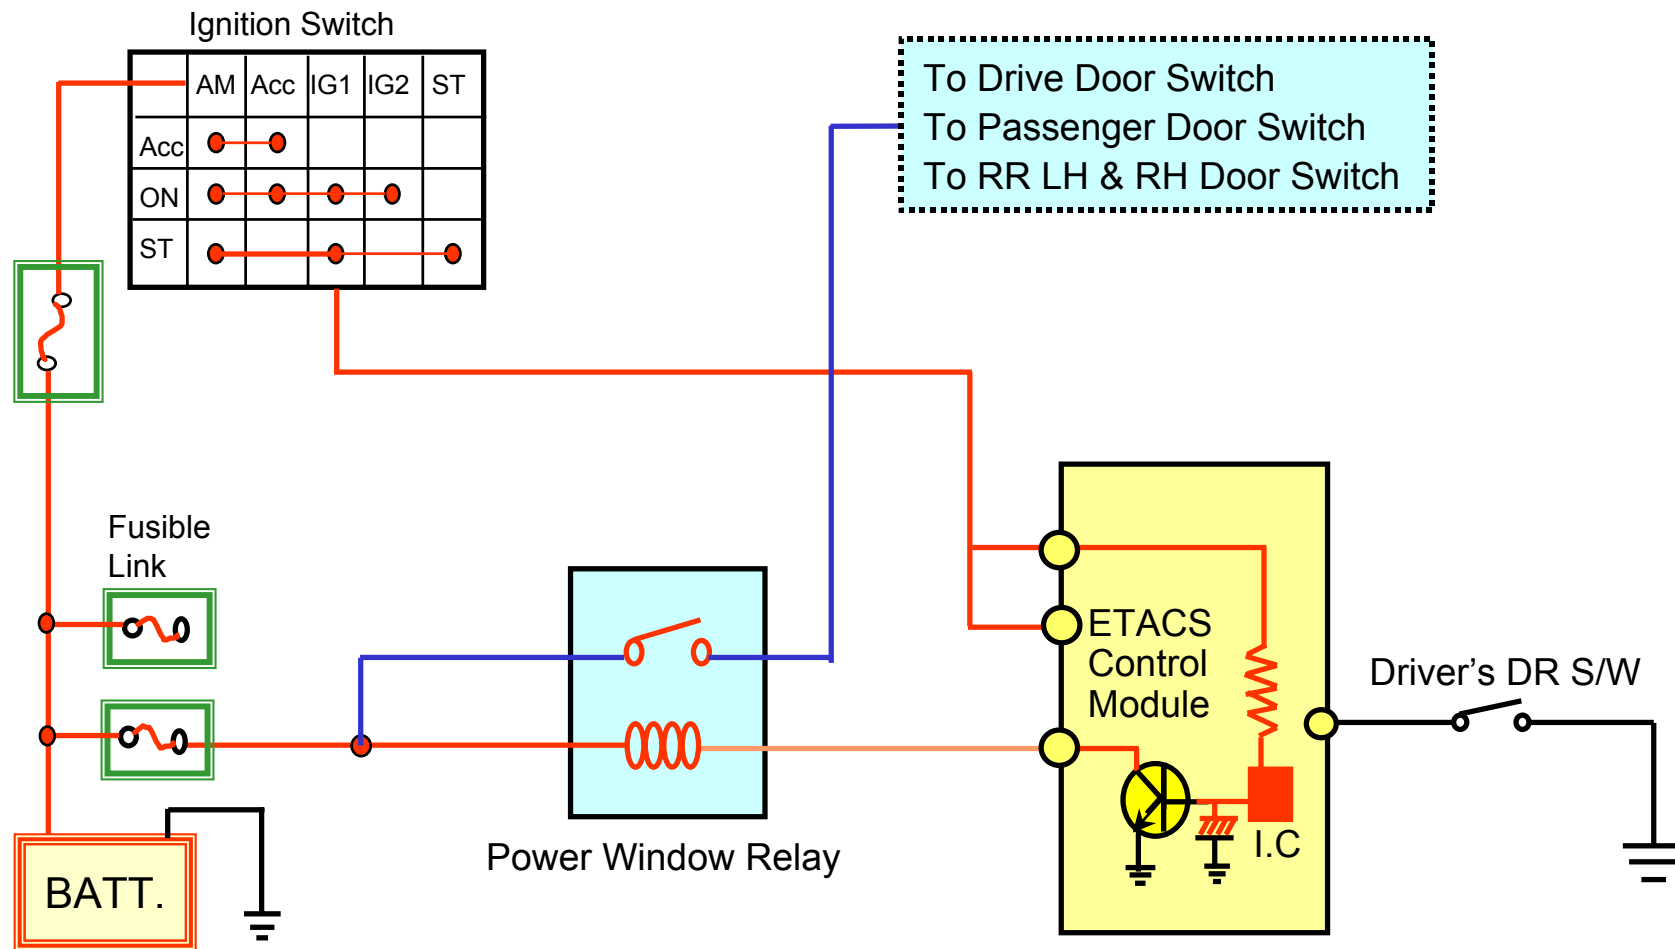 Ignition Switch
AM Acc IG1 IG2 ST
Acc
ON
ST
To Drive Door Switch
To Passenger Door Switch
To RR LH & RH Door Switch
Fusible
Link
ETACS
Control
Module
Driver’s DR S/W
I.C
Power Window Relay
BATT.